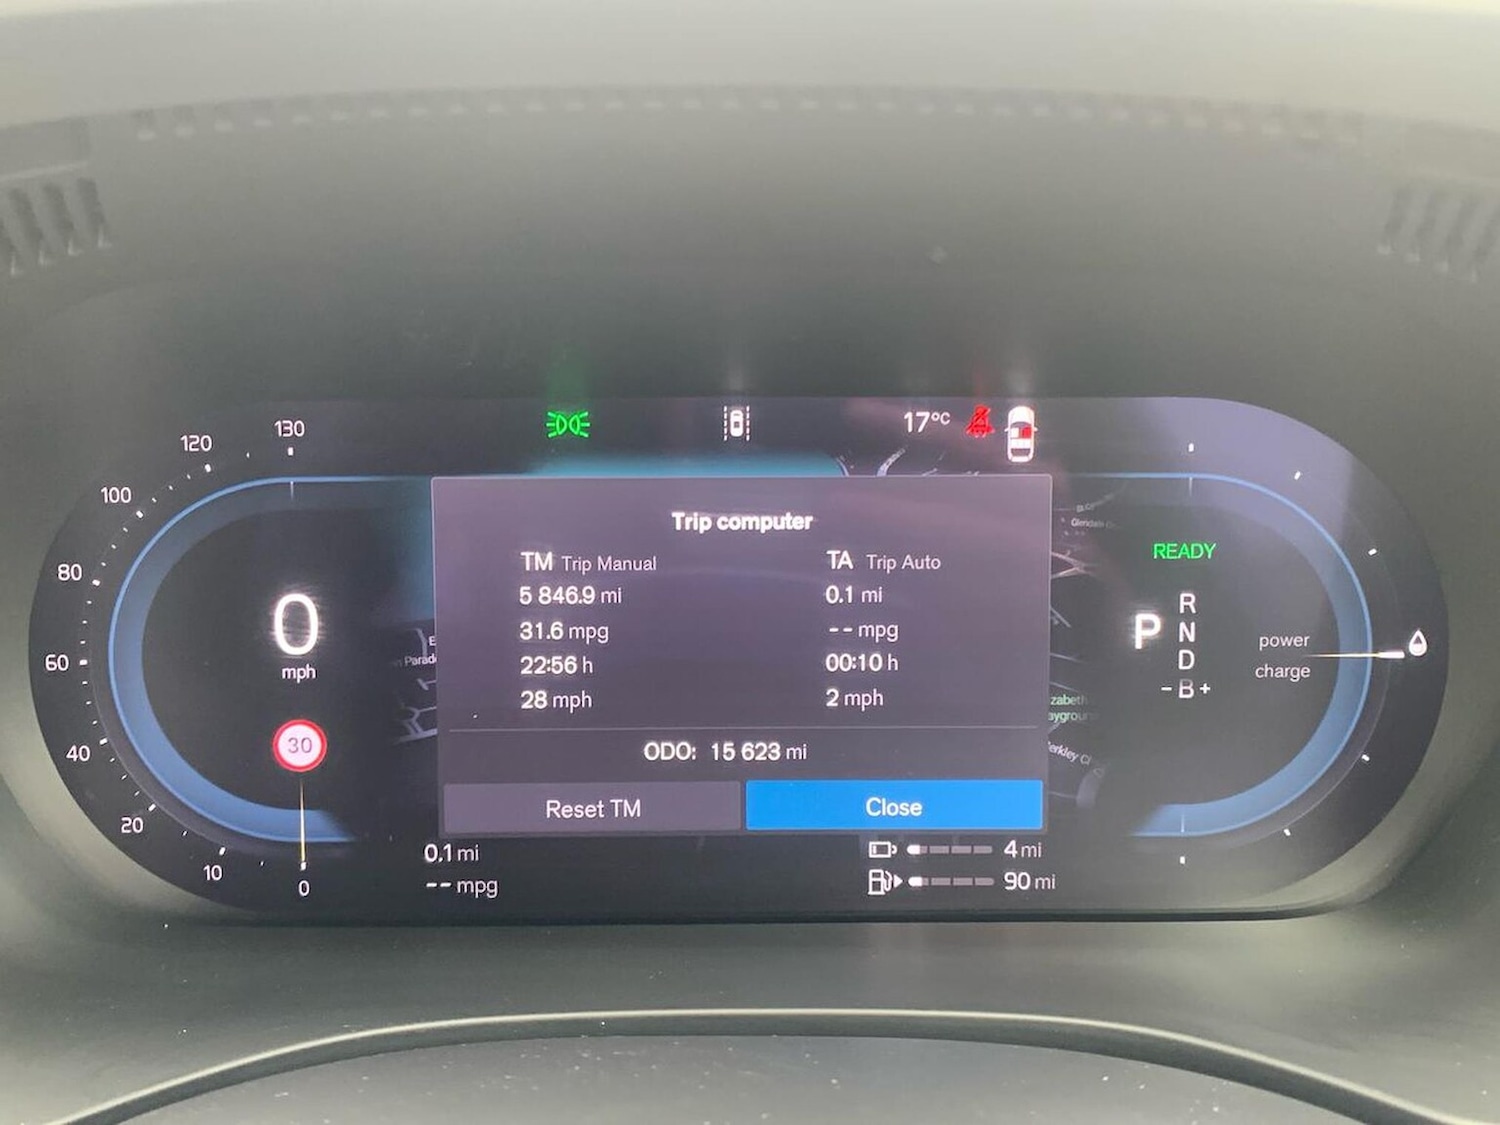 120
130
100
80
60
40
20
10
0
0
mph
30
17°C
Trip computer
TM Trip Manual
TA Trip Auto
5 846.9 mi
0.1 mi
31.6 mpg
-- mpg
22:56 h
00:10 h
28 mph
2 mph
ODO: 15 623 mi
Reset TM
Close
0.1 mi
-- mpg
4 mi
90 mi
READY
P
R
N
D
- B +
power
charge